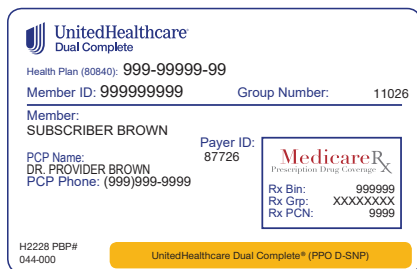 UnitedHealthcare®
Dual Complete
Health Plan (80840): 999-99999-99
Member ID: 999999999 Group Number: 11026
Member:
SUBSCRIBER BROWN
Payer ID:
87726
PCP Name:
DR. PROVIDER BROWN
PCP Phone: (999)999-9999
MedicareRx
Prescription Drug Coverage
Rx Bin: 999999
Rx Grp: XXXXXXXX
Rx PCN: 9999
H2228 PBP#
044-000
UnitedHealthcare Dual Complete® (PPO D-SNP)